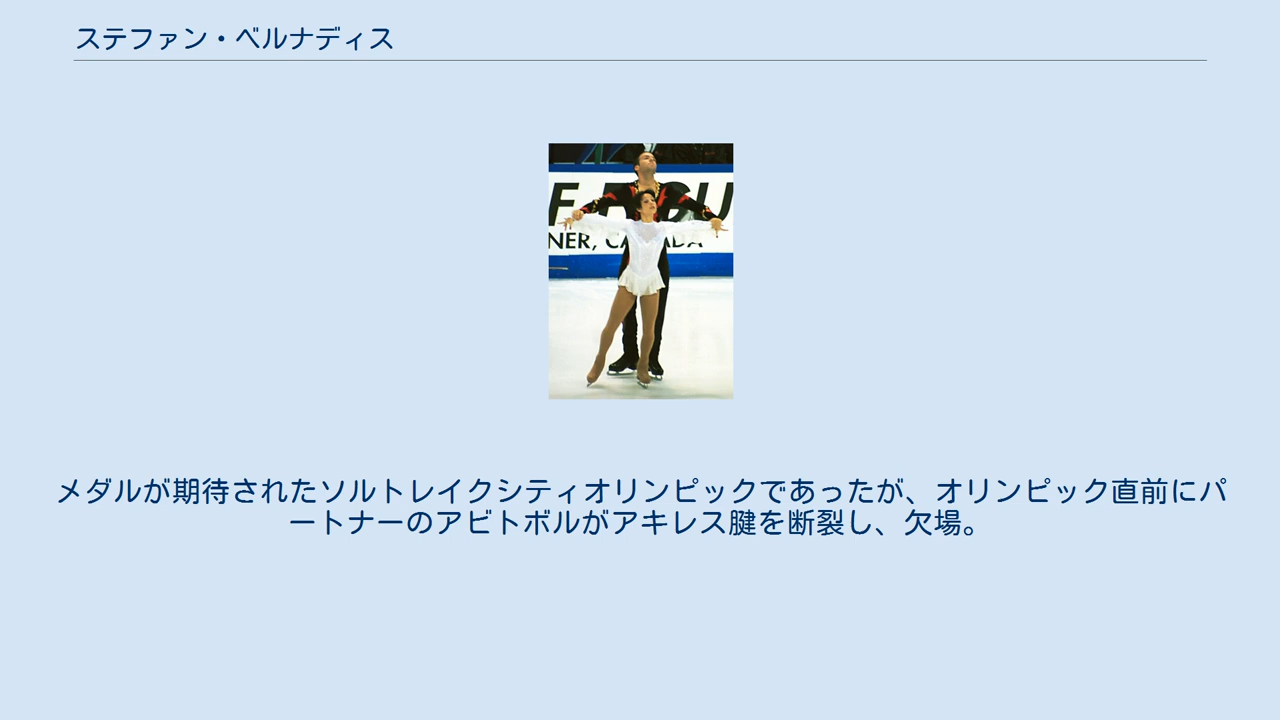 ステファン・ベルナディス
NER, CA ADA
メダルが期待されたソルトレイクシティオリンピックであったが、オリンピック直前にパ
ートナーのアビトボルがアキレス腱を断裂し、欠場。